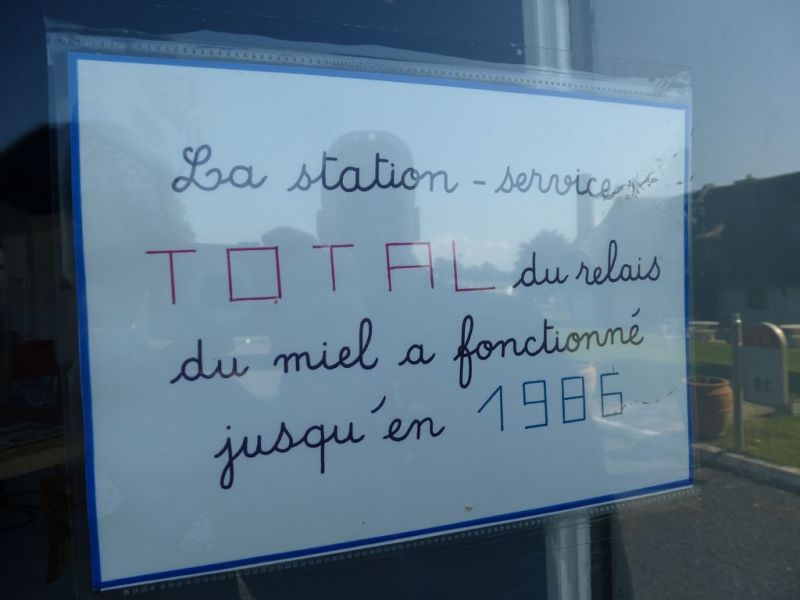 La station-service
TOTAL du relais
du miel a fonctionné
jusqu'en 1986